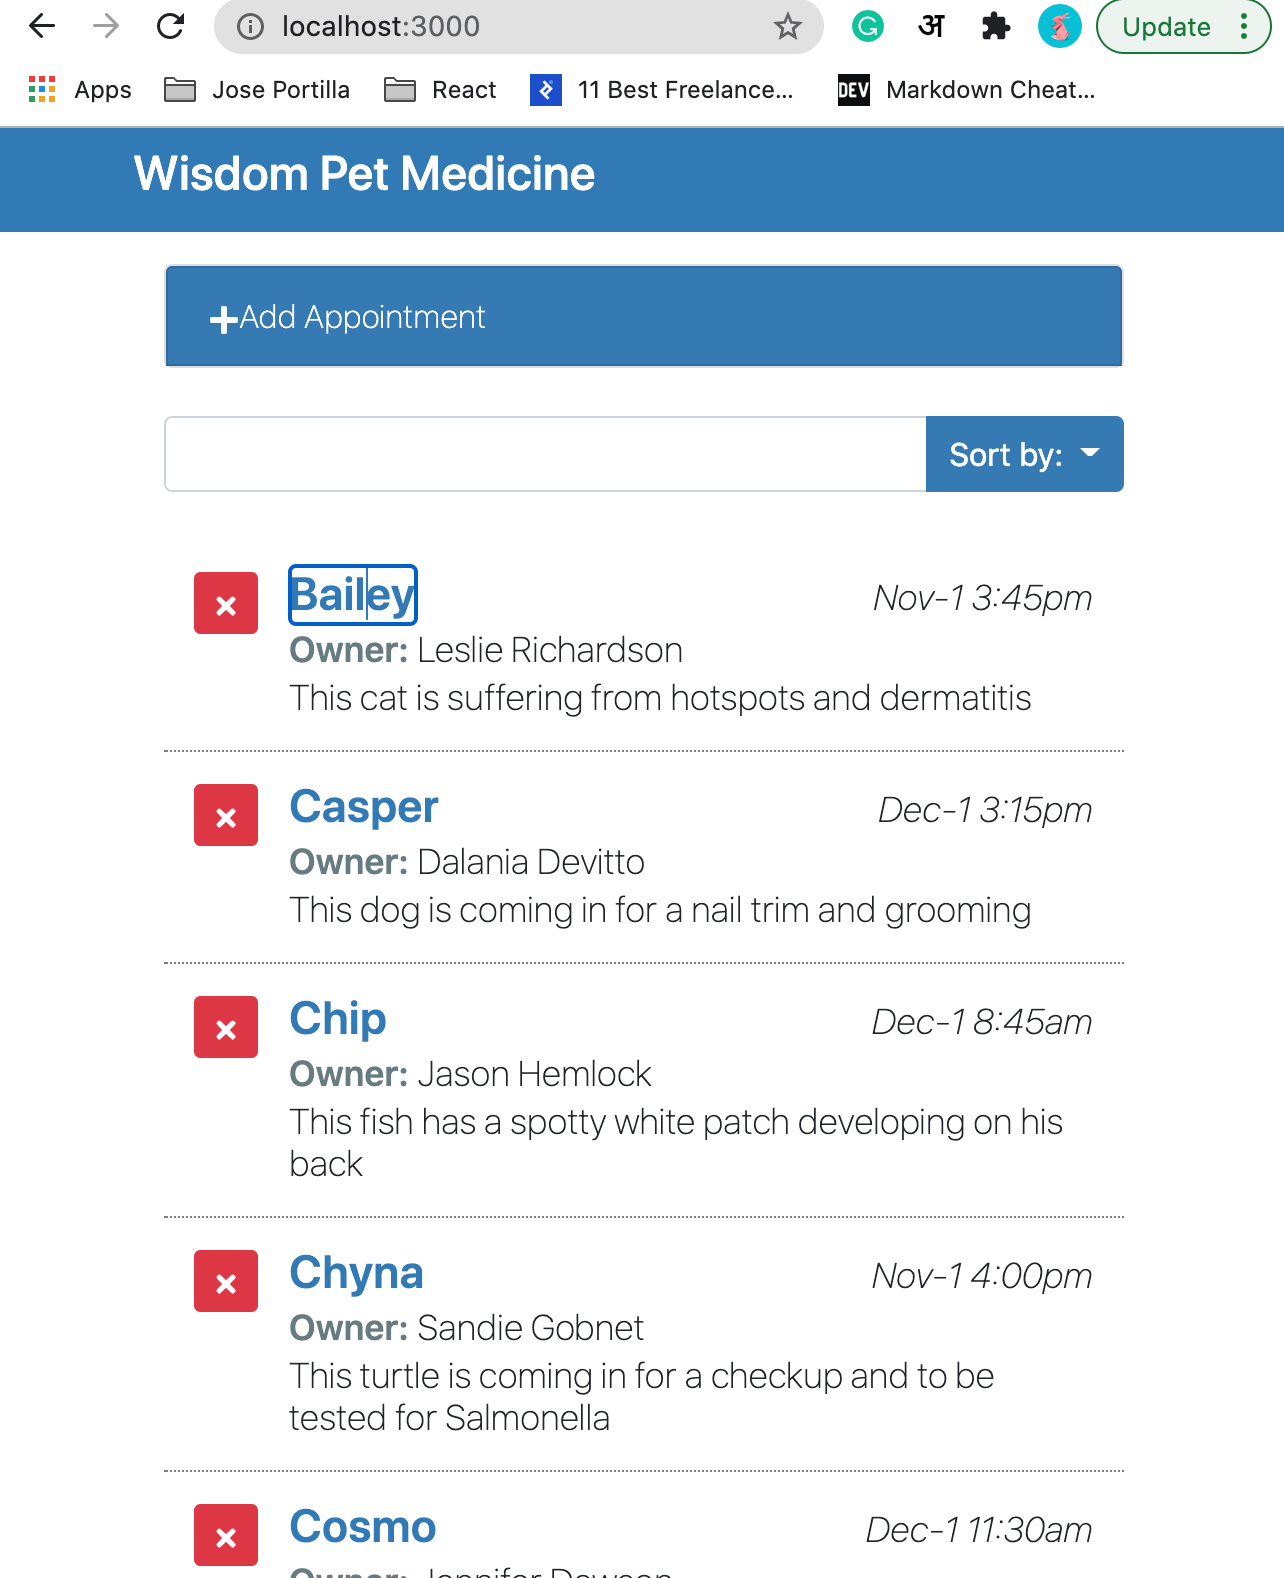 localhost:3000
G
अ
Update
Apps
Jose Portilla
React
11 Best Freelance...
DEV
Markdown Cheat...
Wisdom Pet Medicine
Add Appointment
Sort by:
Bailey
Nov-1 3:45pm
Owner: Leslie Richardson
This cat is suffering from hotspots and dermatitis
Casper
Dec-1 3:15pm
Owner: Dalania Devitto
This dog is coming in for a nail trim and grooming
Chip
Dec-1 8:45am
Owner: Jason Hemlock
This fish has a spotty white patch developing on his
back
Chyna
Nov-1 4:00pm
Owner: Sandie Gobnet
This turtle is coming in for a checkup and to be
tested for Salmonella
Cosmo
Dec-1 11:30am
Owner: Jennifer Dawson